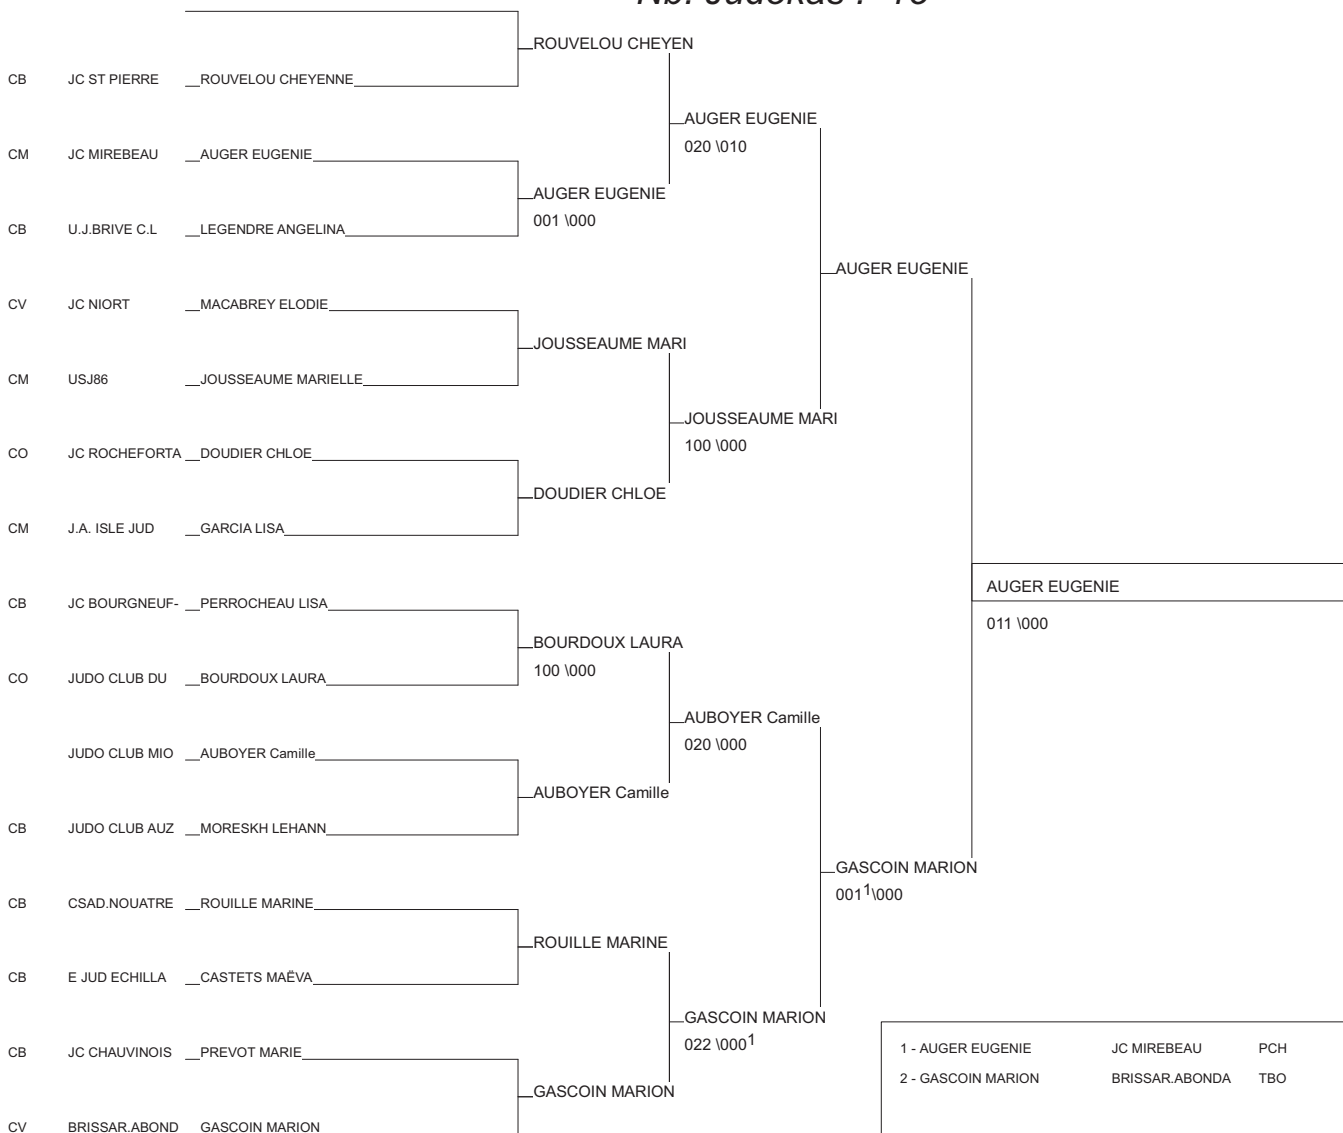 ROUVELOU CHEYEN
CB JC ST PIERRE ROUVELOU CHEYENNE
AUGER EUGENIE
020 \010
CM JC MIREBEAU AUGER EUGENIE
AUGER EUGENIE
001 \000
CB U.J.BRIVE C.L LEGENDRE ANGELINA
AUGER EUGENIE
CV JC NIORT MACABREY ELODIE
JOUSSEAUME MARI
CM USJ86 JOUSSEAUME MARIELLE
JOUSSEAUME MARI
100 \000
CO JC ROCHEFORTA DOUDIER CHLOE
DOUDIER CHLOE
CM J.A. ISLE JUD GARCIA LISA
AUGER EUGENIE
011 \000
CB JC BOURGNEUF- PERROCHEAU LISA
BOURDOUX LAURA
100 \000
CO JUDO CLUB DU BOURDOUX LAURA
AUBOYER Camille
020 \000
JUDO CLUB MIO AUBOYER Camille
AUBOYER Camille
CB JUDO CLUB AUZ MORESKH LEHANN
GASCOIN MARION
001¹\000
CB CSAD.NOUATRE ROUILLE MARINE
ROUILLE MARINE
CB E JUD ECHILLA CASTETS MAËVA
GASCOIN MARION
022 \000¹
CB JC CHAUVINOIS PREVOT MARIE
GASCOIN MARION
CV BRISSAR.ABOND GASCOIN MARION
1 - AUGER EUGENIE JC MIREBEAU PCH
2 - GASCOIN MARION BRISSAR.ABONDA TBO